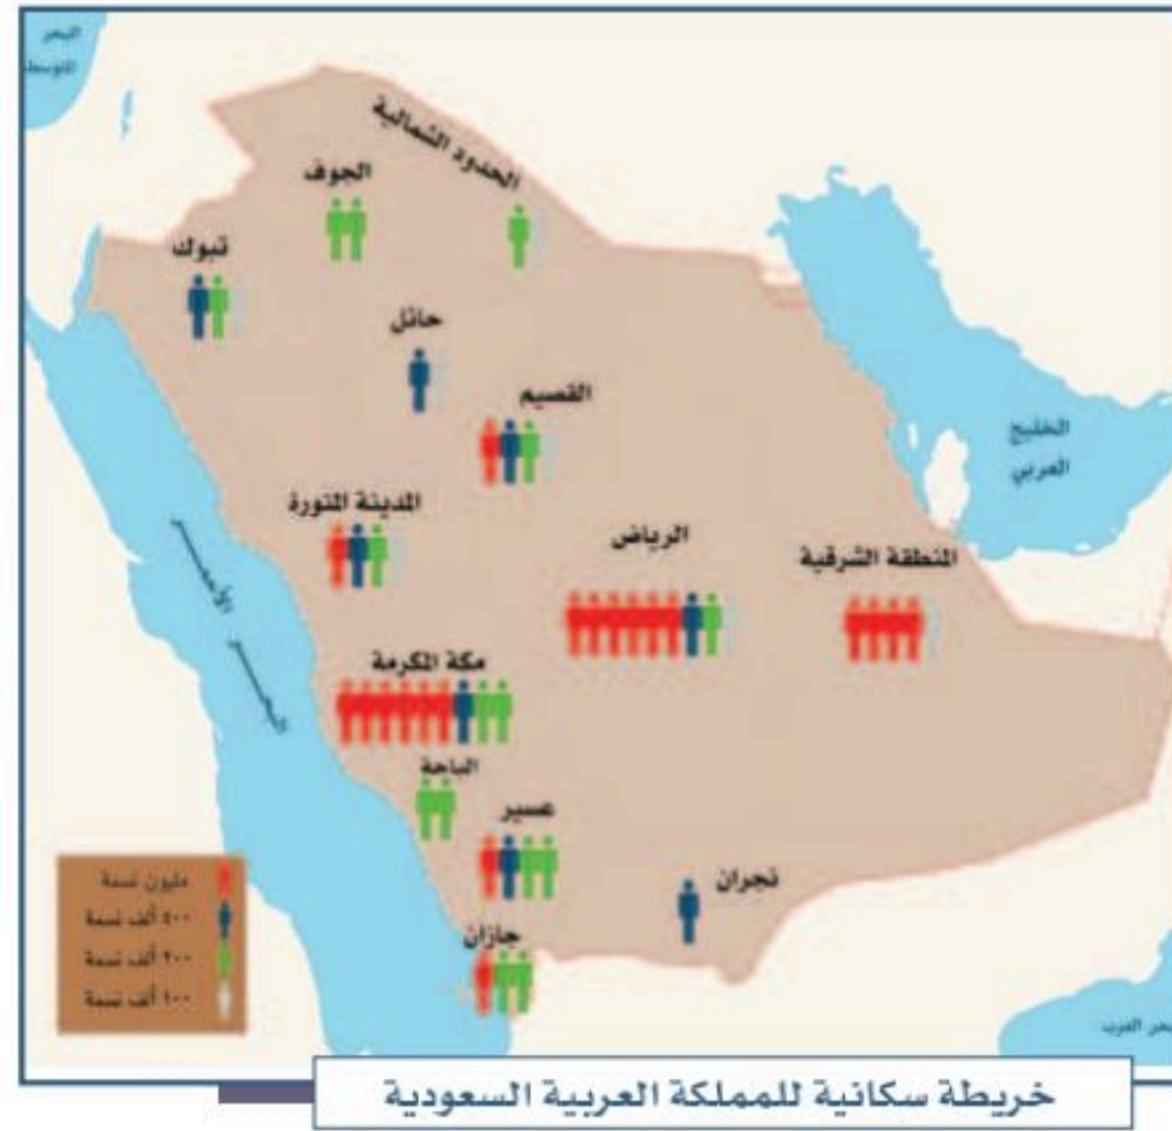 البحر
المتوسط
الحدود الشمالية
الجوف
تبوك
حائل
القصيم
الخليج
العربي
المدينة المنورة
الرياض
المنطقة الشرقية
البحر الأحمر
مكة المكرمة
الباحة
عسير
نجران
جازان
مليون نسمة
٥٠٠ ألف نسمة
٢٠٠ ألف نسمة
١٠٠ ألف نسمة
بحر العرب
خريطة سكانية للمملكة العربية السعودية